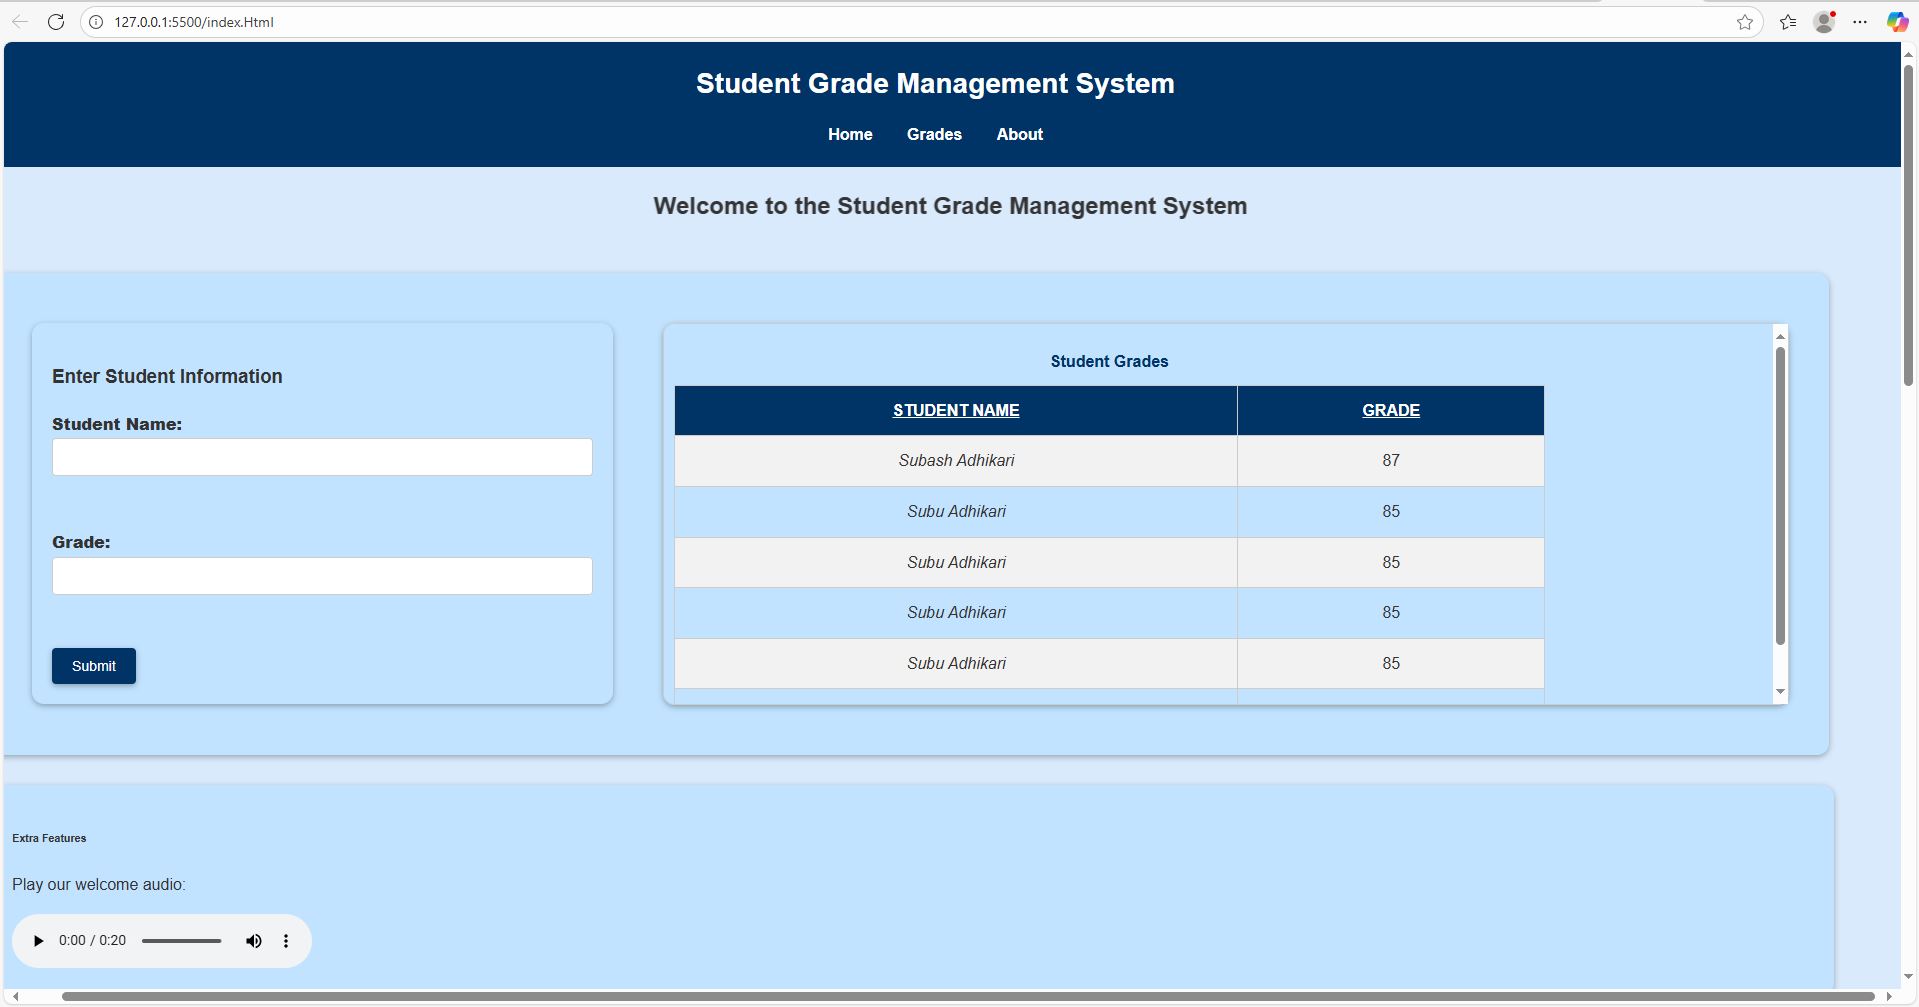 127.0.0.1:5500/index.Html
Student Grade Management System
Home Grades About
Welcome to the Student Grade Management System
Enter Student Information
Student Name:
Grade:
Submit
Student Grades
STUDENT NAME GRADE
Subash Adhikari 87
Subu Adhikari 85
Subu Adhikari 85
Subu Adhikari 85
Subu Adhikari 85
Extra Features
Play our welcome audio:
0:00 / 0:20